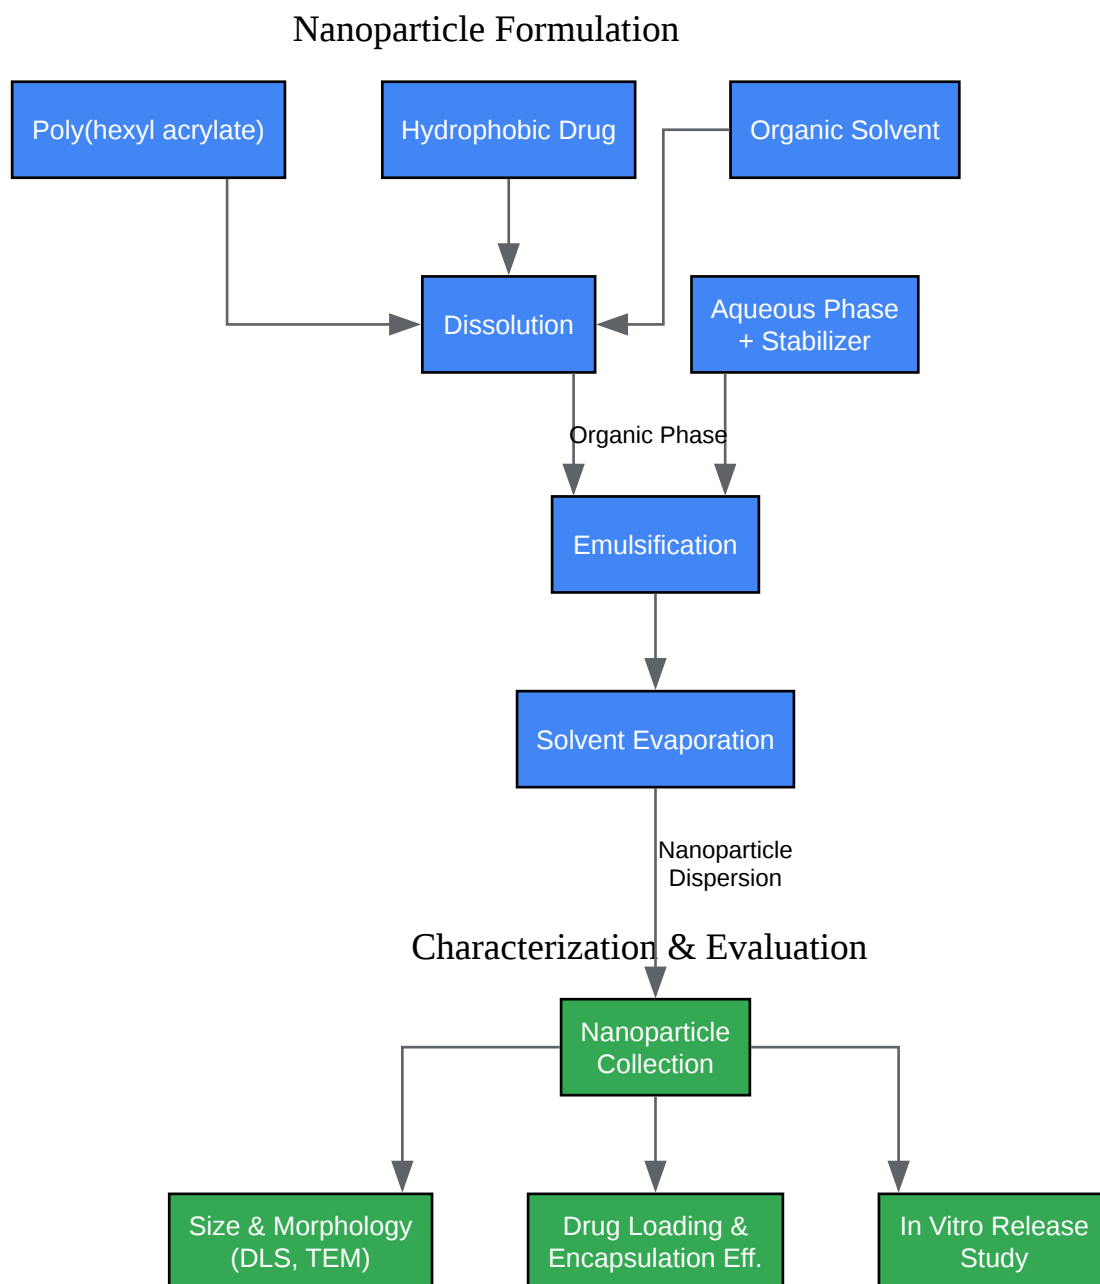 Nanoparticle Formulation
Poly(hexyl acrylate)
Hydrophobic Drug
Organic Solvent
Dissolution
Aqueous Phase
+ Stabilizer
Organic Phase
Emulsification
Solvent Evaporation
Nanoparticle
Dispersion
Characterization & Evaluation
Nanoparticle
Collection
Size & Morphology
(DLS, TEM)
Drug Loading &
Encapsulation Eff.
In Vitro Release
Study